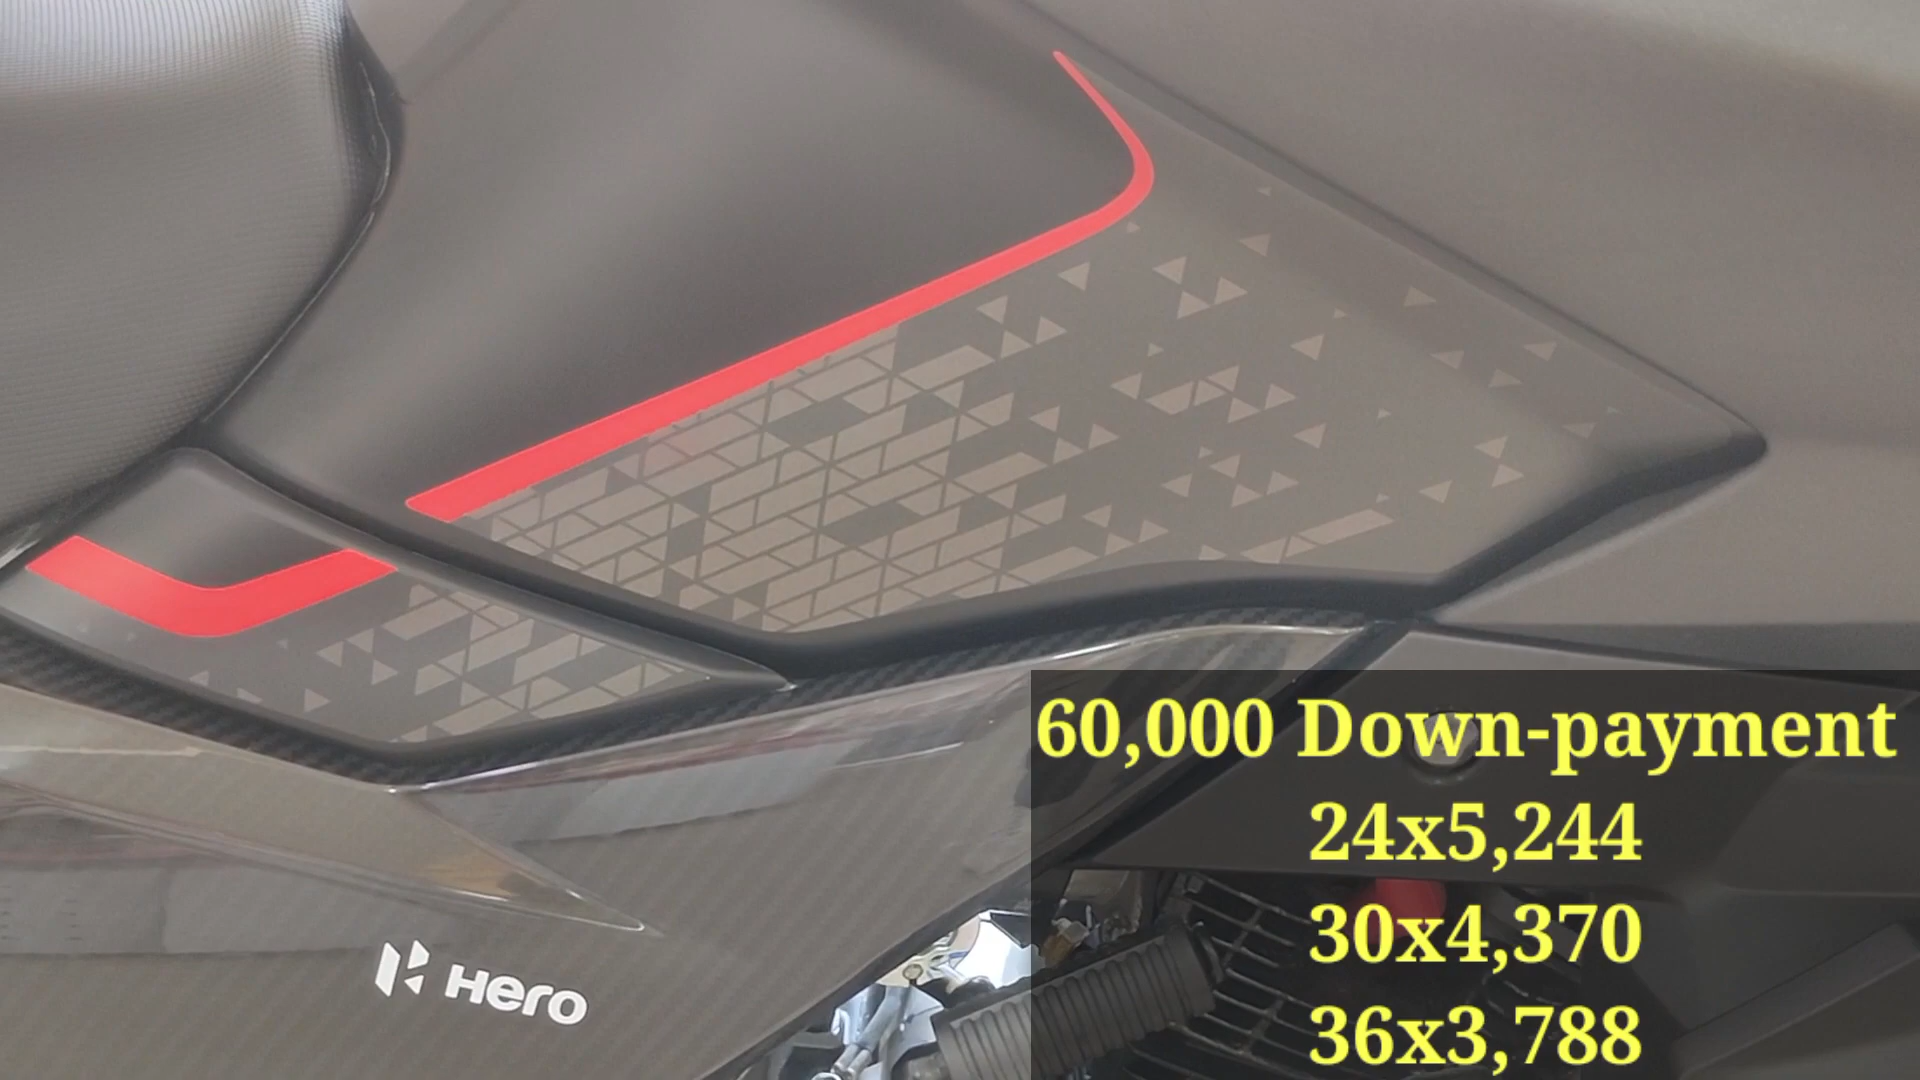 Hero
60,000 Down-payment
24x5,244
30x4,370
36x3,788